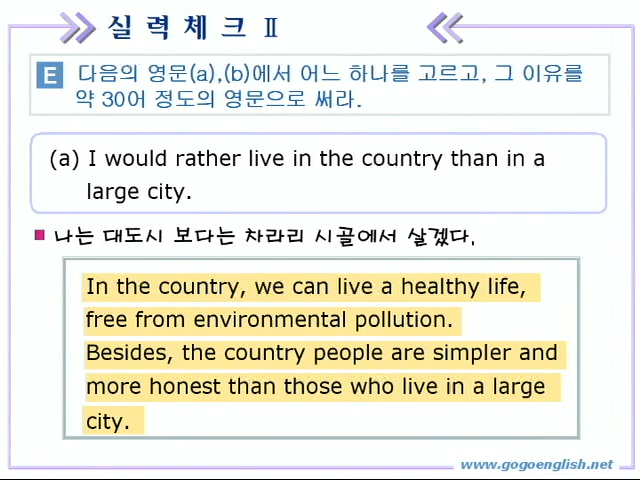 실 력 체 크 Ⅱ
E 다음의 영문(a),(b)에서 어느 하나를 고르고, 그 이유를
약 30어 정도의 영문으로 써라.
(a) I would rather live in the country than in a
large city.
나는 대도시 보다는 차라리 시골에서 살겠다.
In the country, we can live a healthy life,
free from environmental pollution.
Besides, the country people are simpler and
more honest than those who live in a large
city.
www.gogoenglish.net